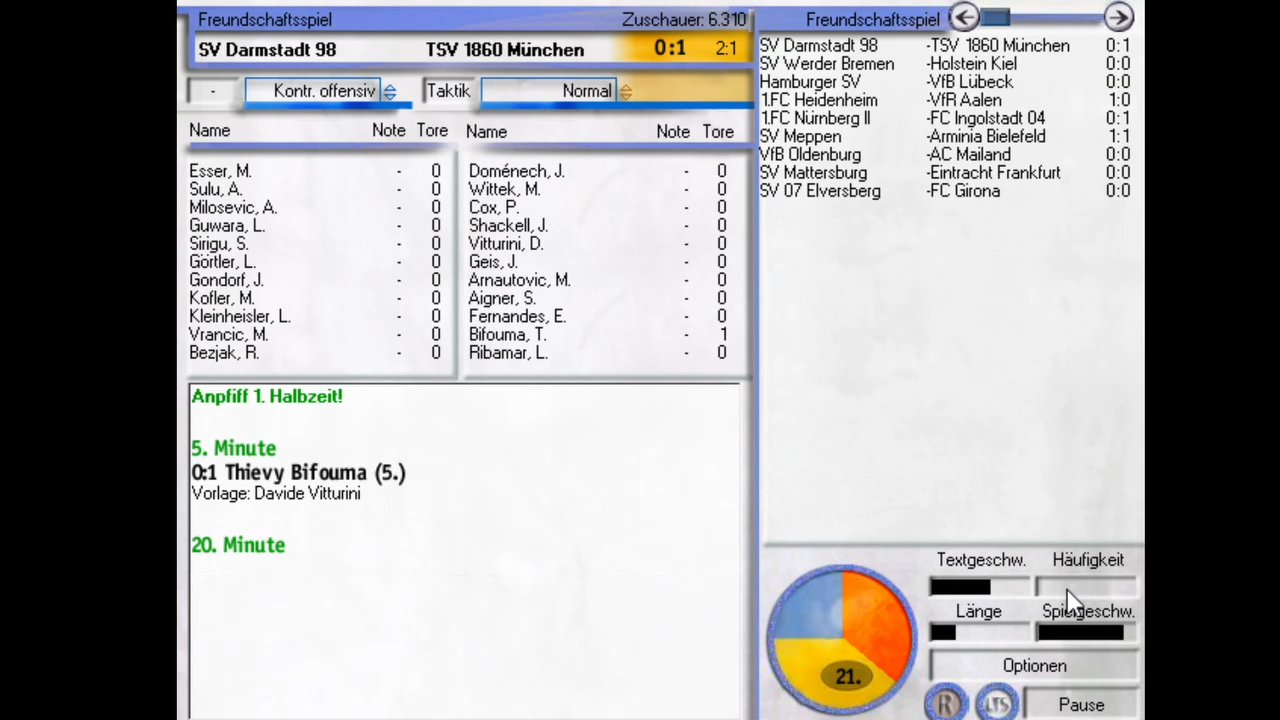 Freundschaftsspiel Zuschauer: 6.310
SV Darmstadt 98 TSV 1860 München 0:1 2:1
- Kontr. offensiv Taktik Normal
Name Note Tore Name Note Tore
Esser, M. - 0 Doménech, J. - 0
Sulu, A. - 0 Wittek, M. - 0
Milosevic, A. - 0 Cox, P. - 0
Guwara, L. - 0 Shackell, J. - 0
Sirigu, S. - 0 Vitturini, D. - 0
Görtler, L. - 0 Geis, J. - 0
Gondorf, J. - 0 Arnautovic, M. - 0
Kofler, M. - 0 Aigner, S. - 0
Kleinheisler, L. - 0 Fernandes, E. - 0
Vrancic, M. - 0 Bifouma, T. - 1
Bezjak, R. - 0 Ribamar, L. - 0
Anpfiff 1. Halbzeit!
5. Minute
0:1 Thievy Bifouma (5.)
Vorlage: Davide Vitturini
20. Minute
Freundschaftsspiel
SV Darmstadt 98 -TSV 1860 München 0:1
SV Werder Bremen -Holstein Kiel 0:0
Hamburger SV -VfB Lübeck 0:0
1.FC Heidenheim -VfR Aalen 1:0
1.FC Nürnberg II -FC Ingolstadt 04 0:1
SV Meppen -Arminia Bielefeld 1:1
VfB Oldenburg -AC Mailand 0:0
SV Mattersburg -Eintracht Frankfurt 0:0
SV 07 Elversberg -FC Girona 0:0
Textgeschw. Häufigkeit
Länge Spielgeschw.
21.
Optionen
R LTS Pause